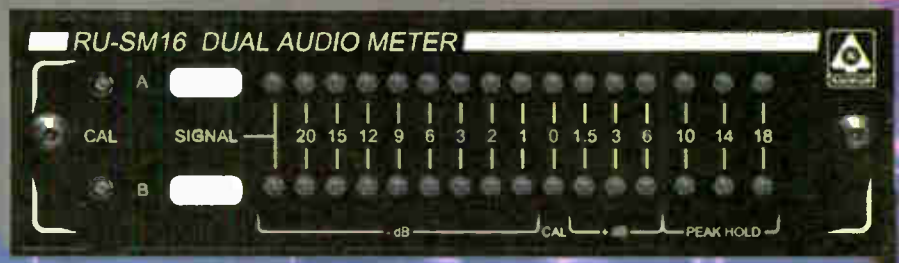 RU-SM16 DUAL AUDIO METER
A
CAL SIGNAL 20 15 12 9 6 3 2 1 0 1.5 3 6 10 14 18
B
- dB CAL + dB PEAK HOLD